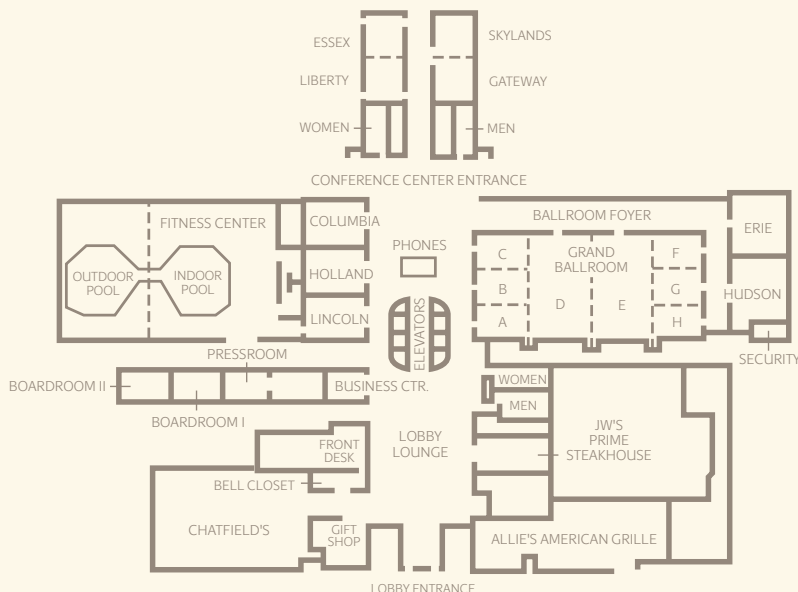 ESSEX
SKYLANDS
LIBERTY
GATEWAY
WOMEN
MEN
CONFERENCE CENTER ENTRANCE
FITNESS CENTER
COLUMBIA
BALLROOM FOYER
PHONES
C
GRAND
BALLROOM
F
ERIE
OUTDOOR
POOL
INDOOR
POOL
HOLLAND
B
D
E
G
HUDSON
LINCOLN
A
H
ELEVATORS
SECURITY
PRESSROOM
BOARDROOM II
BUSINESS CTR.
BOARDROOM I
WOMEN
MEN
FRONT
DESK
LOBBY
LOUNGE
JW'S
PRIME
STEAKHOUSE
BELL CLOSET
CHATFIELD'S
GIFT
SHOP
ALLIE'S AMERICAN GRILLE
LOBBY ENTRANCE